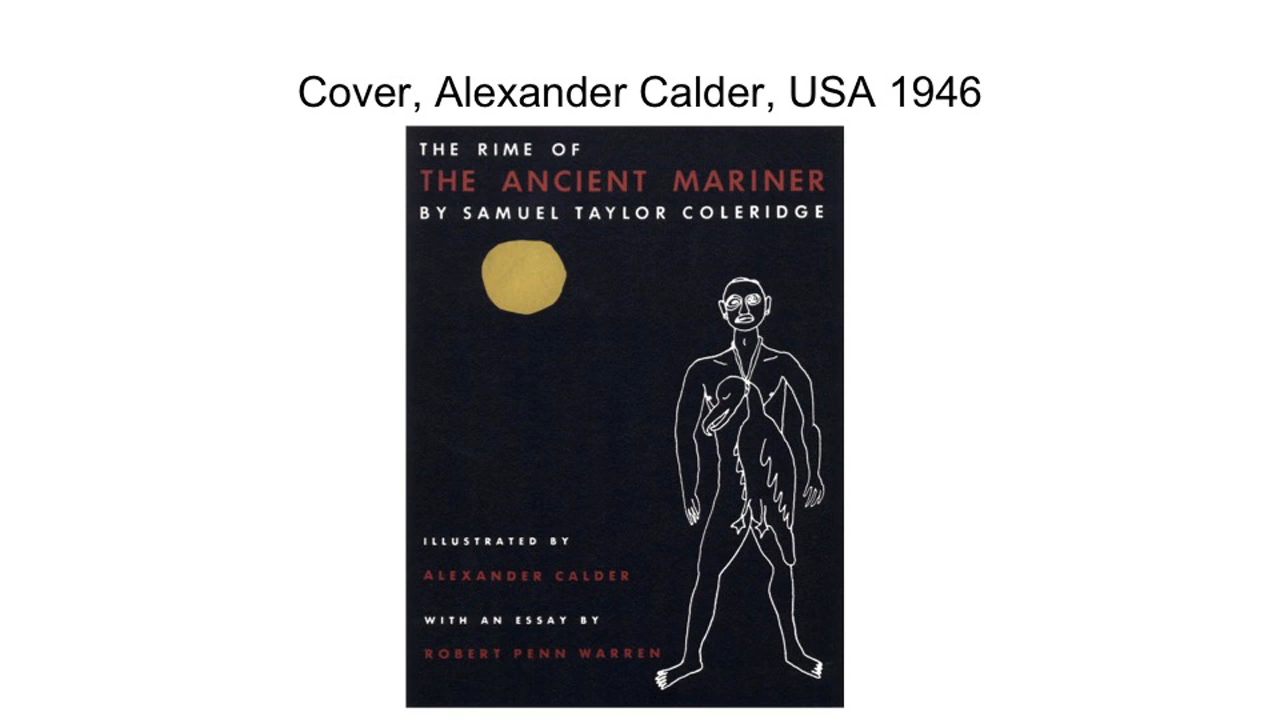 Cover, Alexander Calder, USA 1946
THE RIME OF
THE ANCIENT MARINER
BY SAMUEL TAYLOR COLERIDGE
ILLUSTRATED BY
ALEXANDER CALDER
WITH AN ESSAY BY
ROBERT PENN WARREN